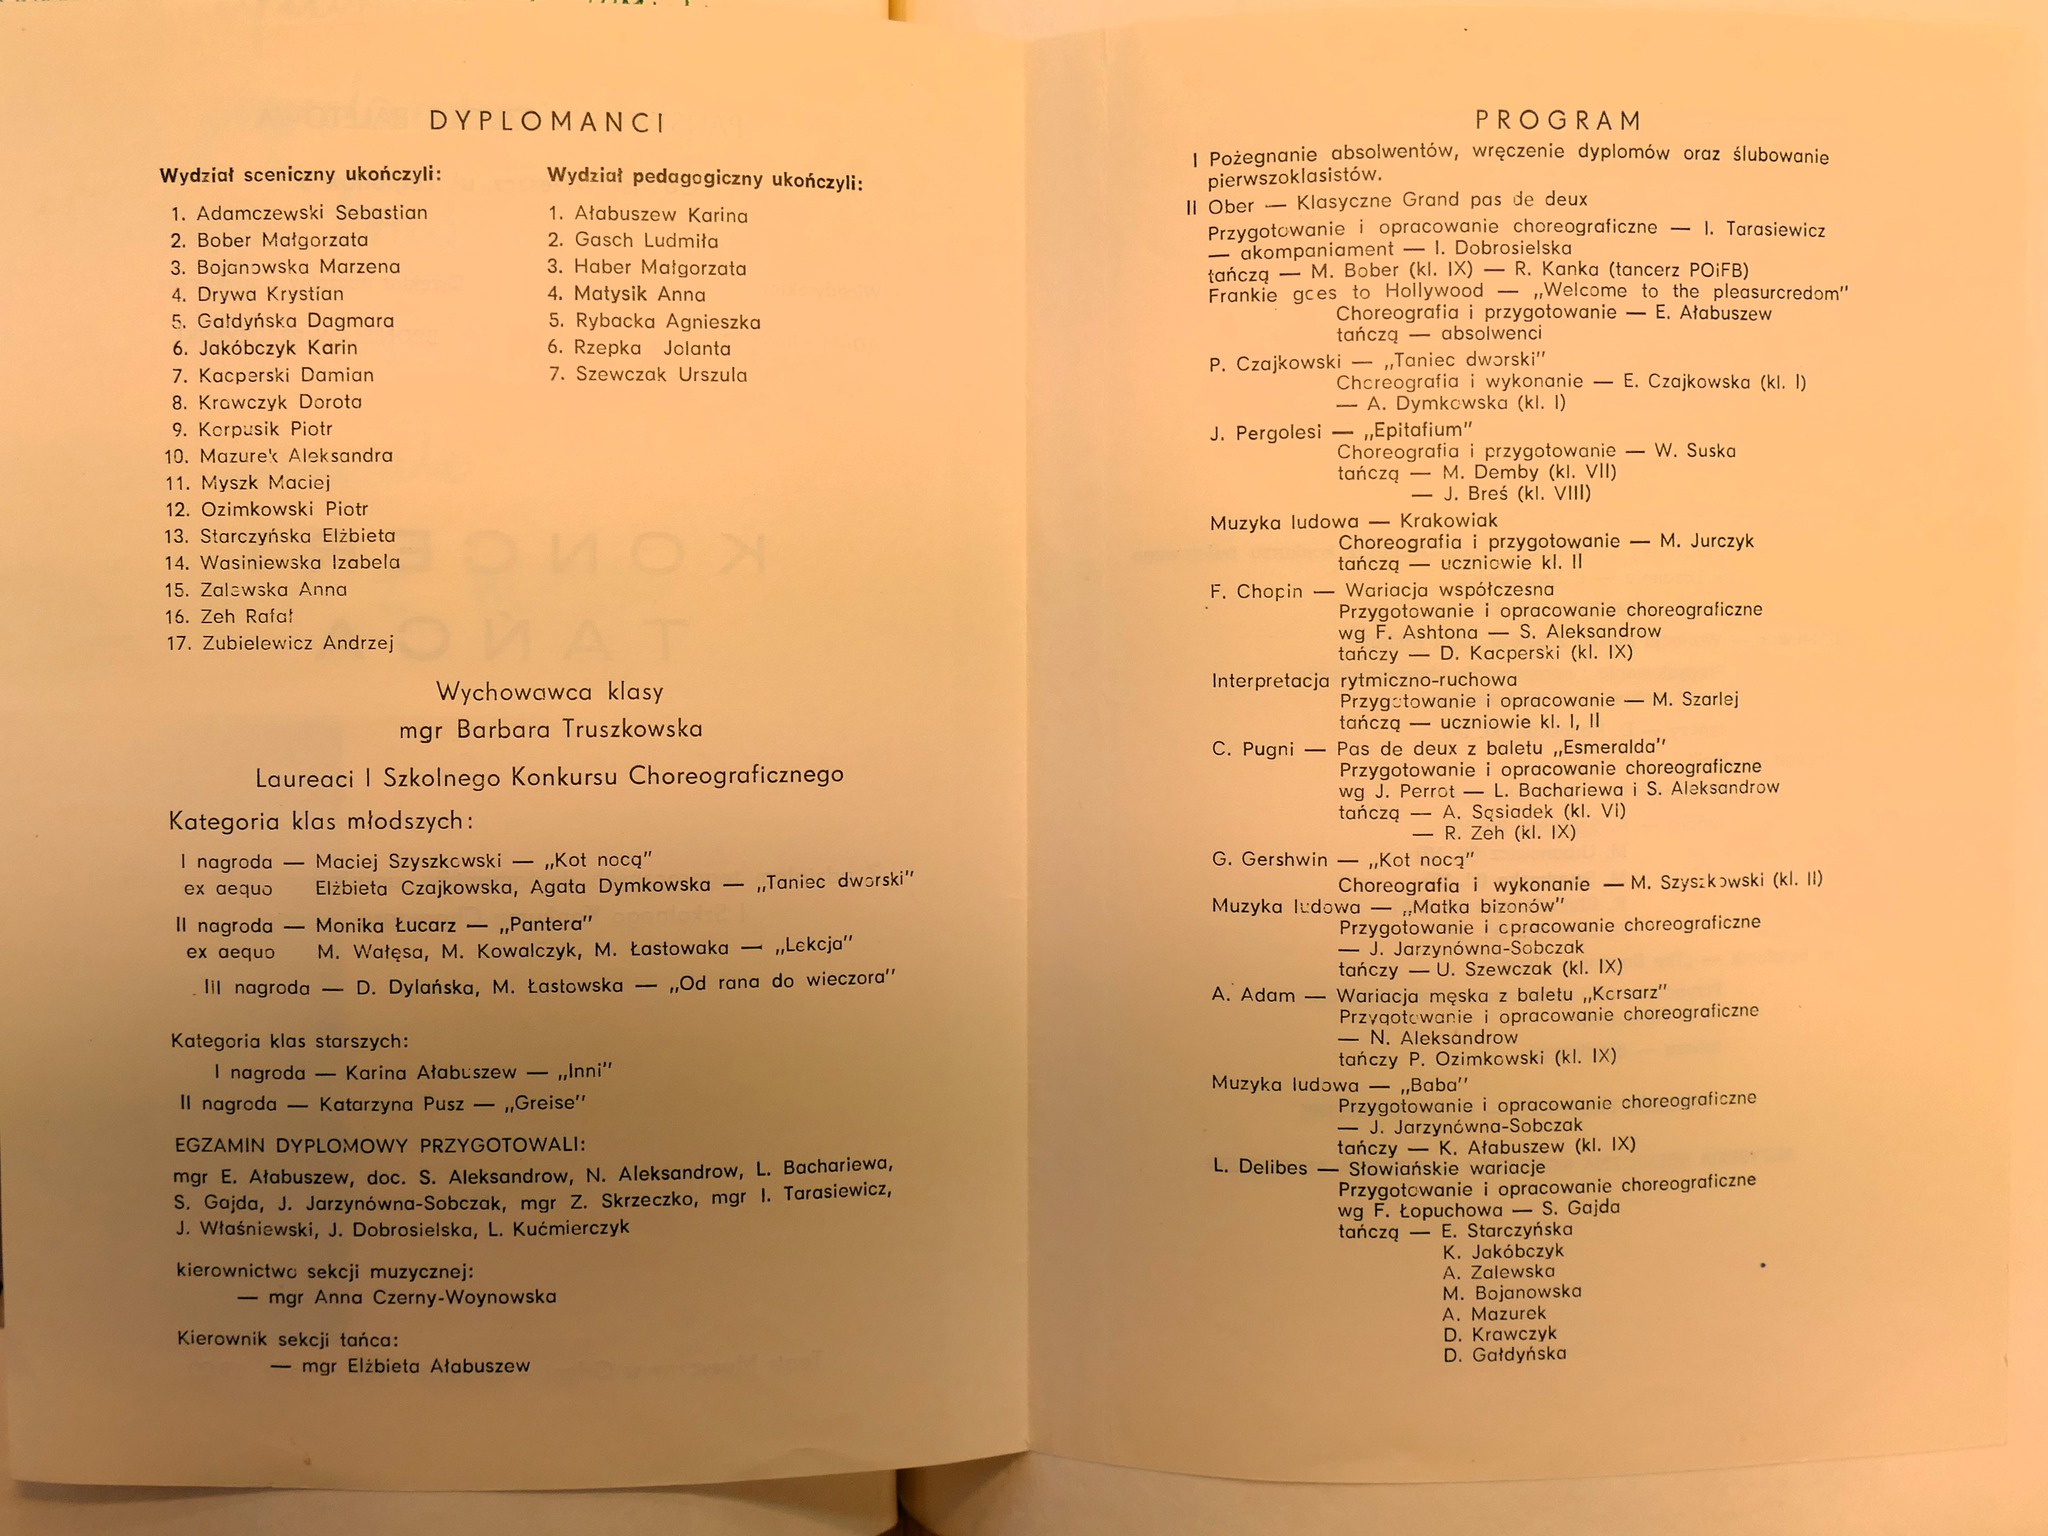 DYPLOMANCI
Wydział sceniczny ukończyli:
1. Adamczewski Sebastian
2. Bober Małgorzata
3. Bojanowska Marzena
4. Drywa Krystian
5. Gałdyńska Dagmara
6. Jakóbczyk Karin
7. Kacperski Damian
8. Krawczyk Dorota
9. Korpusik Piotr
10. Mazurek Aleksandra
11. Myszk Maciej
12. Ozimkowski Piotr
13. Starczyńska Elżbieta
14. Wasiniewska Izabela
15. Zalewska Anna
16. Zeh Rafał
17. Zubielewicz Andrzej
Wydział pedagogiczny ukończyli:
1. Ałabuszew Karina
2. Gasch Ludmiła
3. Haber Małgorzata
4. Matysik Anna
5. Rybacka Agnieszka
6. Rzepka Jolanta
7. Szewczak Urszula
Wychowawca klasy
mgr Barbara Truszkowska
Laureaci I Szkolnego Konkursu Choreograficznego
Kategoria klas młodszych:
I nagroda — Maciej Szyszkowski — „Kot nocą"
ex aequo Elżbieta Czajkowska, Agata Dymkowska — „Taniec dworski"
II nagroda — Monika Łucarz — „Pantera"
ex aequo M. Wałęsa, M. Kowalczyk, M. Łastowaka — „Lekcja"
III nagroda — D. Dylańska, M. Łastowska — „Od rana do wieczora"
Kategoria klas starszych:
I nagroda — Karina Ałabuszew — „Inni"
II nagroda — Katarzyna Pusz — „Greise"
EGZAMIN DYPLOMOWY PRZYGOTOWALI:
mgr E. Ałabuszew, doc. S. Aleksandrow, N. Aleksandrow, L. Bachariewa,
S. Gajda, J. Jarzynówna-Sobczak, mgr Z. Skrzeczko, mgr I. Tarasiewicz,
J. Właśniewski, J. Dobrosielska, L. Kućmierczyk
kierownictwo sekcji muzycznej:
— mgr Anna Czerny-Woynowska
Kierownik sekcji tańca:
— mgr Elżbieta Ałabuszew
PROGRAM
I Pożegnanie absolwentów, wręczenie dyplomów oraz ślubowanie
pierwszoklasistów.
II Ober — Klasyczne Grand pas de deux
Przygotowanie i opracowanie choreograficzne — I. Tarasiewicz
— akompaniament — I. Dobrosielska
tańczą — M. Bober (kl. IX) — R. Kanka (tancerz POiFB)
Frankie goes to Hollywood — „Welcome to the pleasurcredom"
Choreografia i przygotowanie — E. Ałabuszew
tańczą — absolwenci
P. Czajkowski — „Taniec dworski"
Choreografia i wykonanie — E. Czajkowska (kl. I)
— A. Dymkowska (kl. I)
J. Pergolesi — „Epitafium"
Choreografia i przygotowanie — W. Suska
tańczą — M. Demby (kl. VII)
— J. Breś (kl. VIII)
Muzyka ludowa — Krakowiak
Choreografia i przygotowanie — M. Jurczyk
tańczą — uczniowie kl. II
F. Chopin — Wariacja współczesna
Przygotowanie i opracowanie choreograficzne
wg F. Ashtona — S. Aleksandrow
tańczy — D. Kacperski (kl. IX)
Interpretacja rytmiczno-ruchowa
Przygotowanie i opracowanie — M. Szarlej
tańczą — uczniowie kl. I, II
C. Pugni — Pas de deux z baletu „Esmeralda"
Przygotowanie i opracowanie choreograficzne
wg J. Perrot — L. Bachariewa i S. Aleksandrow
tańczą — A. Sąsiadek (kl. VI)
— R. Zeh (kl. IX)
G. Gershwin — „Kot nocą"
Choreografia i wykonanie — M. Szyszkowski (kl. II)
Muzyka ludowa — „Matka bizonów"
Przygotowanie i opracowanie choreograficzne
— J. Jarzynówna-Sobczak
tańczy — U. Szewczak (kl. IX)
A. Adam — Wariacja męska z baletu „Korsarz"
Przygotowanie i opracowanie choreograficzne
— N. Aleksandrow
tańczy P. Ozimkowski (kl. IX)
Muzyka ludowa — „Baba"
Przygotowanie i opracowanie choreograficzne
— J. Jarzynówna-Sobczak
tańczy — K. Ałabuszew (kl. IX)
L. Delibes — Słowiańskie wariacje
Przygotowanie i opracowanie choreograficzne
wg F. Łopuchowa — S. Gajda
tańczą — E. Starczyńska
K. Jakóbczyk
A. Zalewska
M. Bojanowska
A. Mazurek
D. Krawczyk
D. Gałdyńska